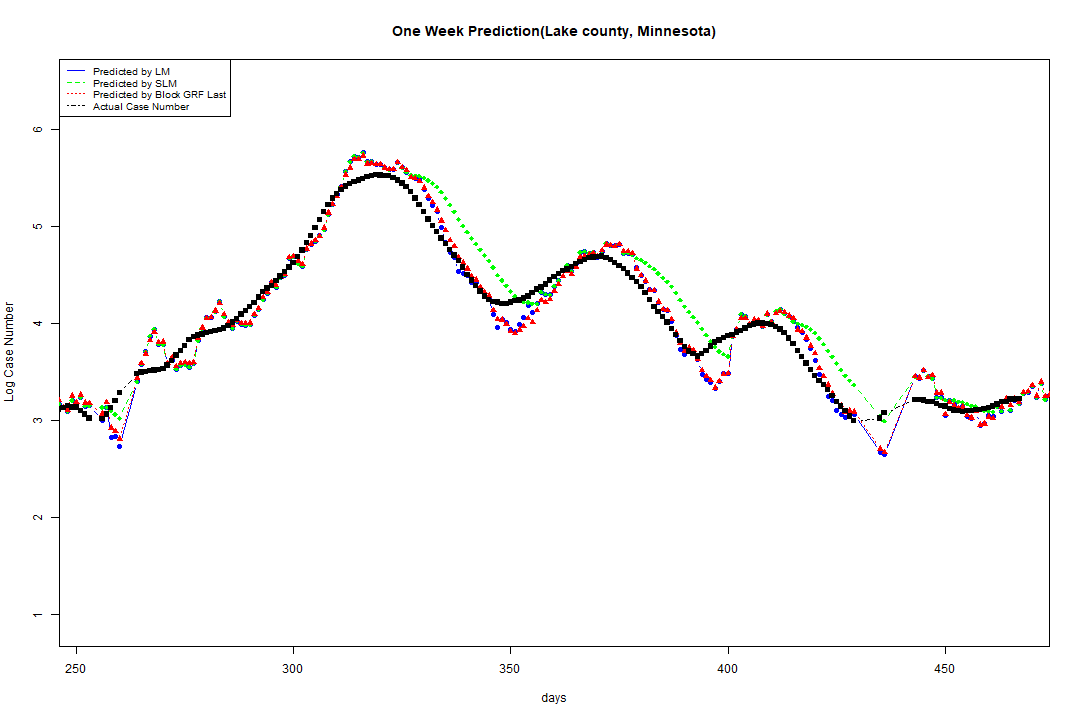 One Week Prediction(Lake county, Minnesota)
Predicted by LM
Predicted by SLM
Predicted by Block GRF Last
Actual Case Number
Log Case Number
6
5
4
3
2
1
250 300 350 400 450
days